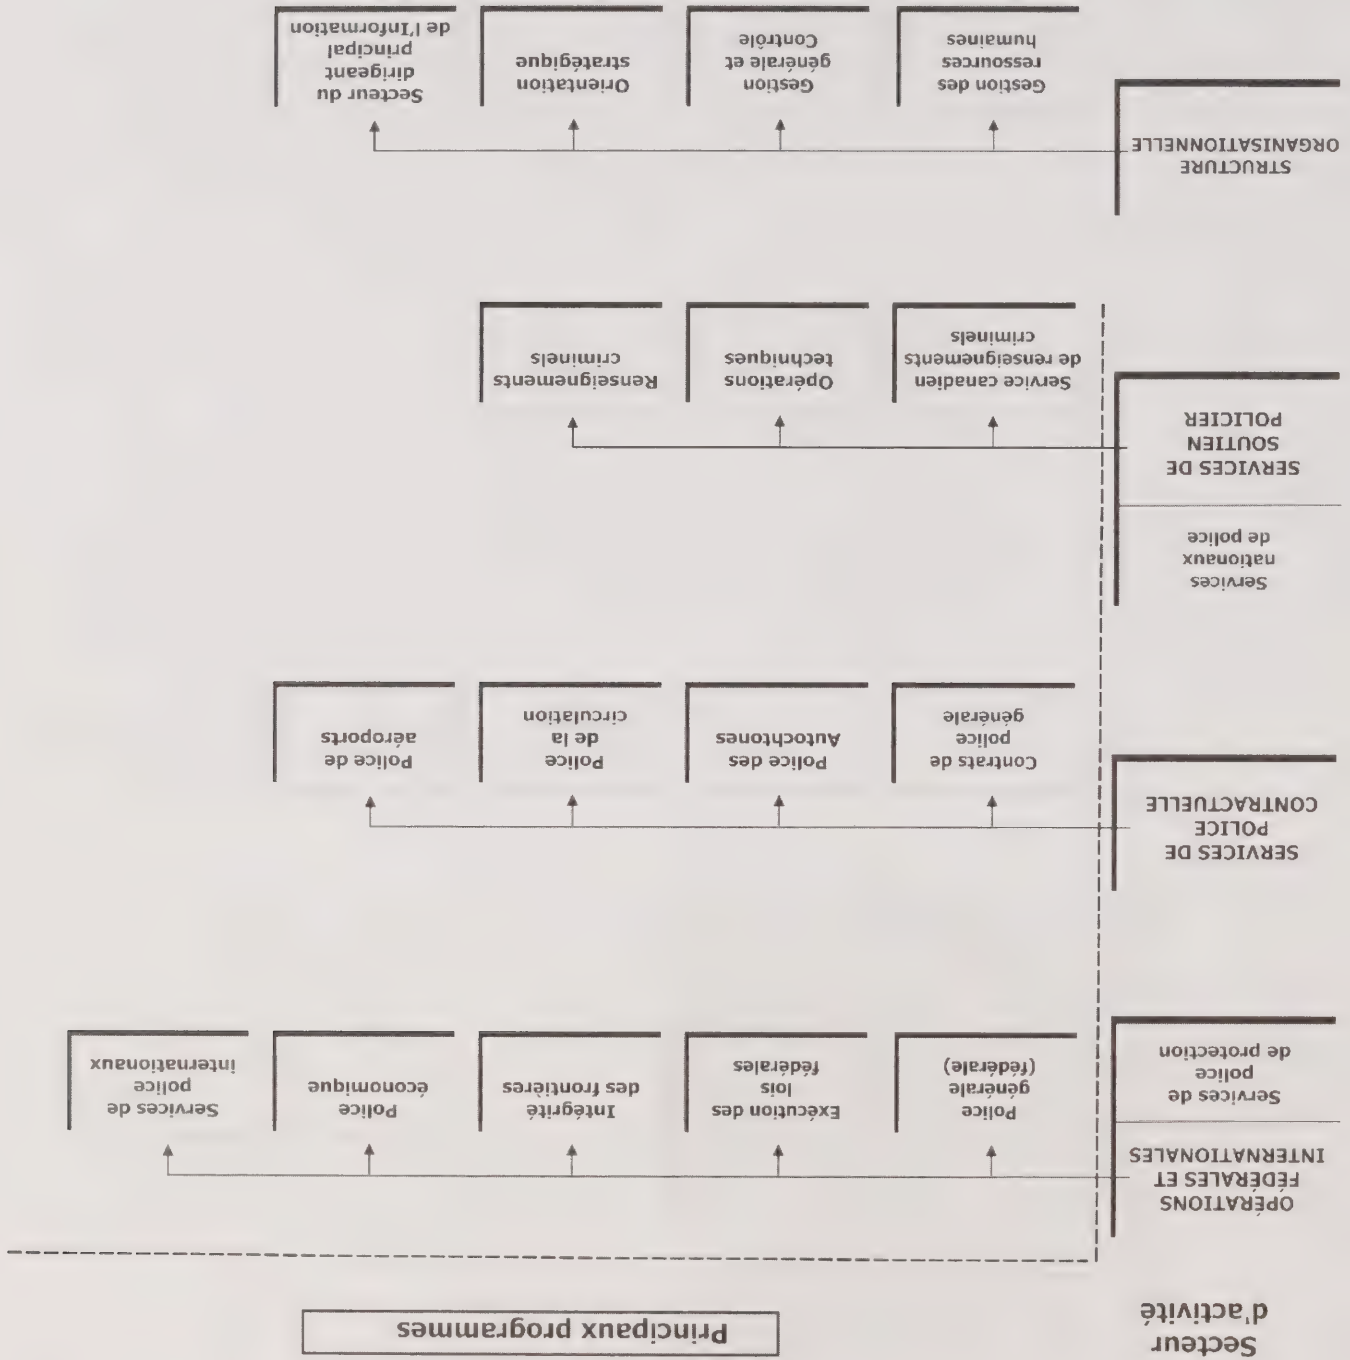 Secteur
d'activité
Principaux programmes
OPÉRATIONS
FÉDÉRALES ET
INTERNATIONALES
Services de
police
de protection
Police
générale
(fédérale)
Exécution des
lois
fédérales
Intégrité
des frontières
Police
économique
Services de
police
internationaux
SERVICES DE
POLICE
CONTRACTUELLE
Contrats de
police
générale
Police des
Autochtones
Police
de la
circulation
Police de
aéroports
Services
nationaux
de police
SERVICES DE
SOUTIEN
POLICIER
Service canadien
de renseignements
criminels
Opérations
techniques
Renseignements
criminels
STRUCTURE
ORGANISATIONNELLE
Gestion des
ressources
humaines
Gestion
générale et
Contrôle
Orientation
stratégique
Secteur du
dirigeant
principal
de l'Information